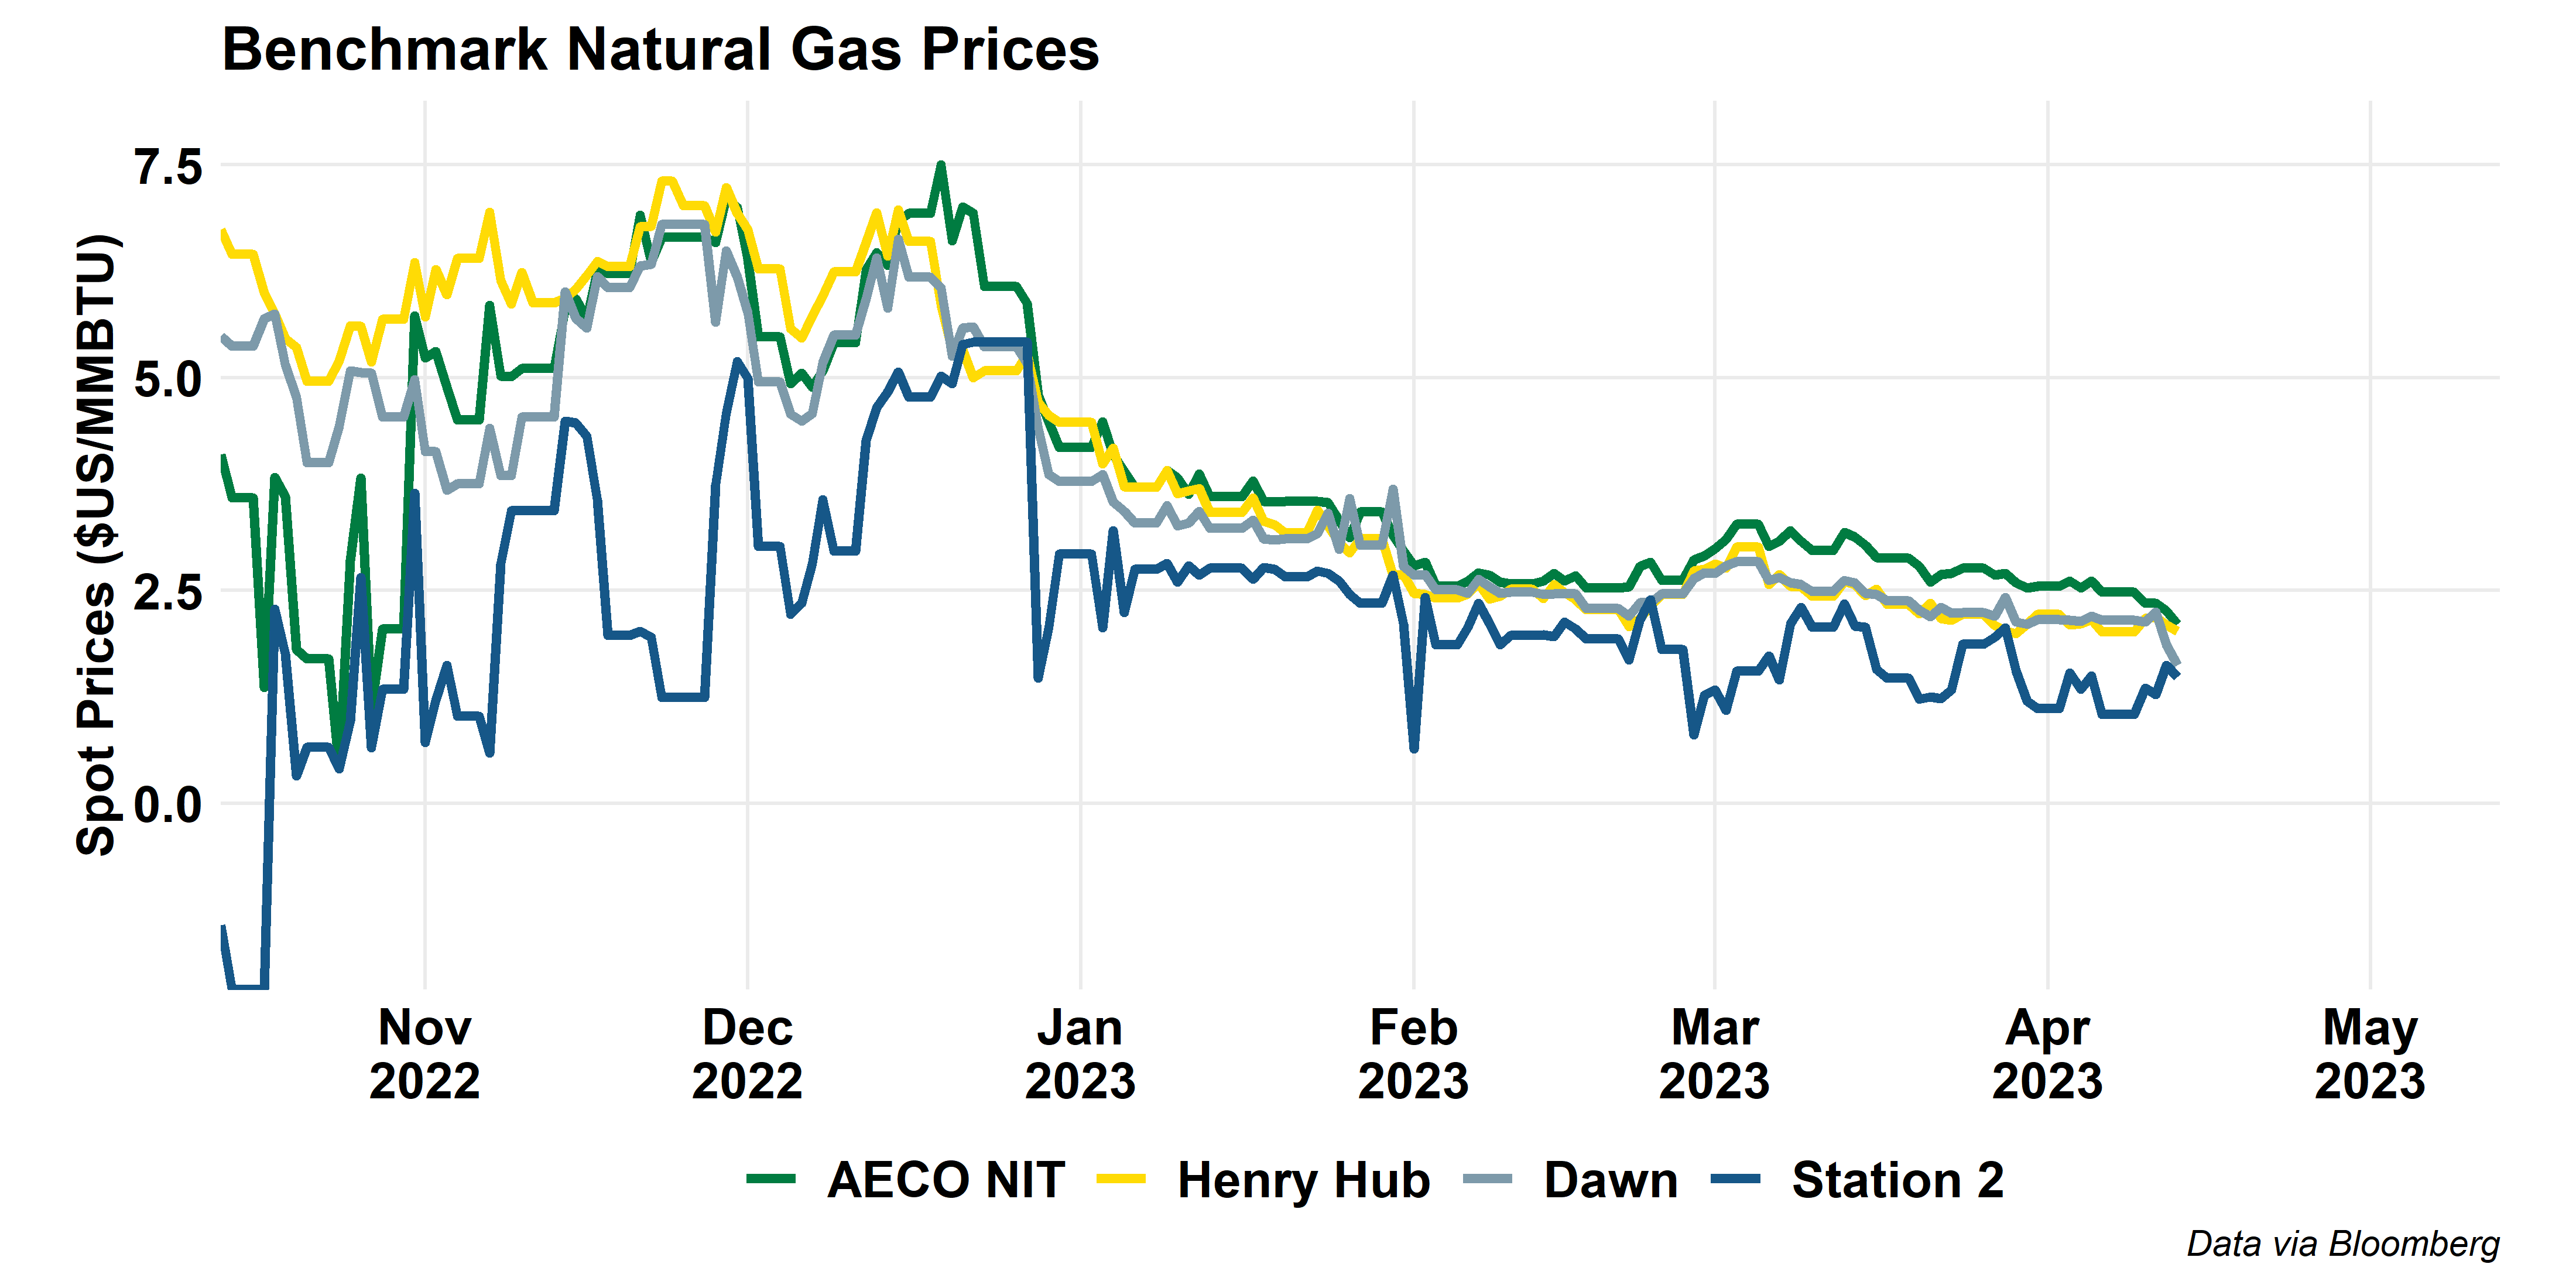 Benchmark Natural Gas Prices
Spot Prices ($US/MMBTU)
7.5
5.0
2.5
0.0
Nov Dec Jan Feb Mar Apr May
2022 2022 2023 2023 2023 2023 2023
AECO NIT Henry Hub Dawn Station 2
Data via Bloomberg